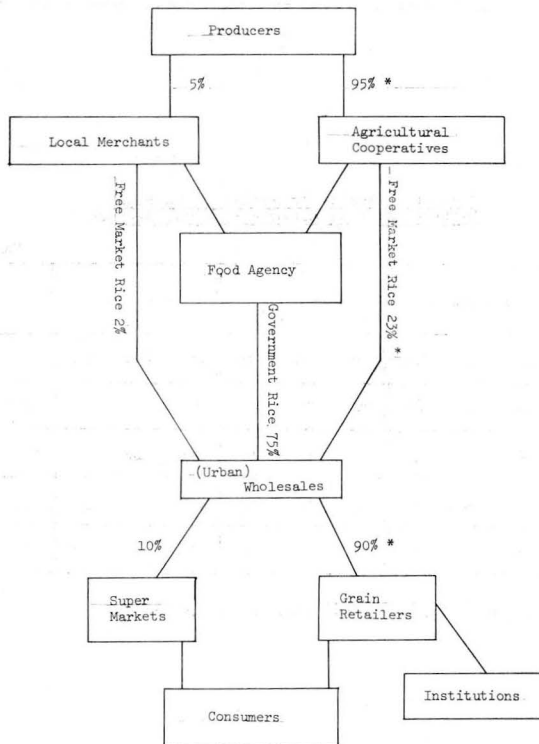 Producers
5%
95% *
Local Merchants
Agricultural
Cooperatives
Free Market Rice 2%
Free Market Rice 23% *
Food Agency
Government Rice 75%
(Urban)
Wholesales
10%
90% *
Super
Markets
Grain
Retailers
Institutions
Consumers